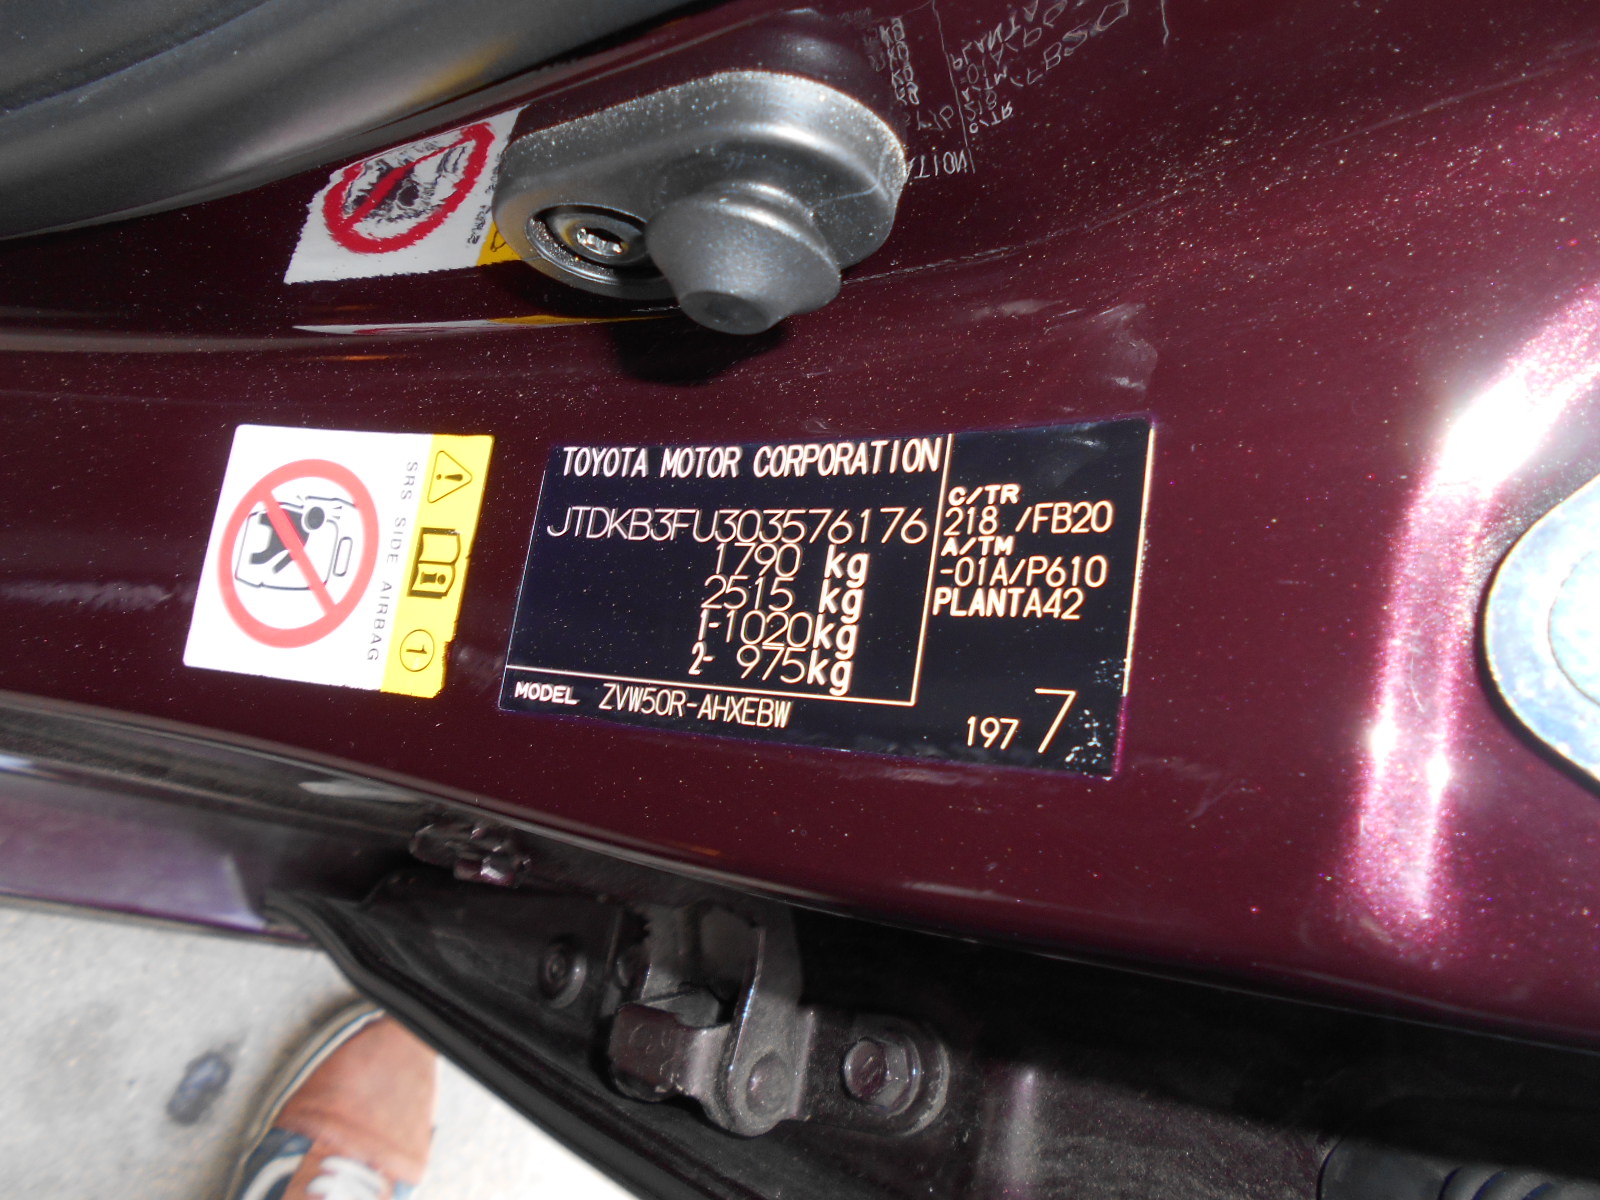 TOYOTA MOTOR CORPORATION
JTDKB3FU303576176
1790 kg
2515 kg
1-1020kg
2- 975kg
MODEL ZVW50R-AHXEBW
C/TR
218 /FB20
A/TM
-01A/P610
PLANTA42
197 7
SRS SIDE AIRBAG
1